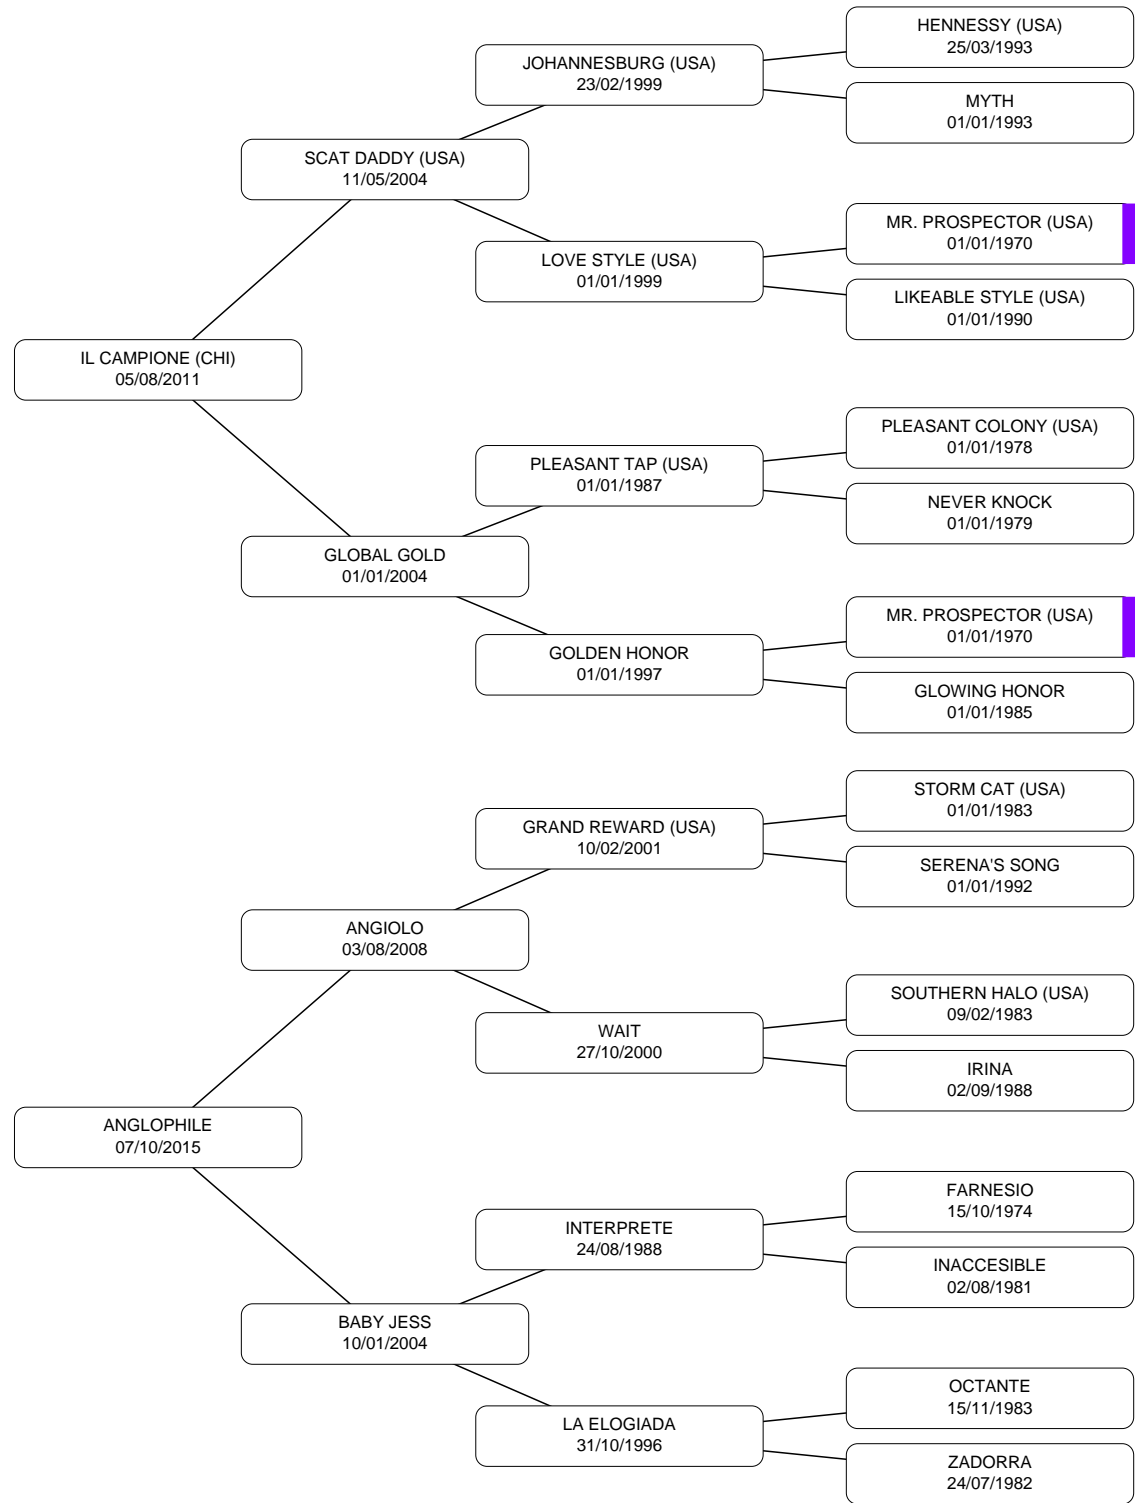 HENNESSY (USA)
25/03/1993
JOHANNESBURG (USA)
23/02/1999
MYTH
01/01/1993
SCAT DADDY (USA)
11/05/2004
MR. PROSPECTOR (USA)
01/01/1970
LOVE STYLE (USA)
01/01/1999
LIKEABLE STYLE (USA)
01/01/1990
IL CAMPIONE (CHI)
05/08/2011
PLEASANT COLONY (USA)
01/01/1978
PLEASANT TAP (USA)
01/01/1987
NEVER KNOCK
01/01/1979
GLOBAL GOLD
01/01/2004
MR. PROSPECTOR (USA)
01/01/1970
GOLDEN HONOR
01/01/1997
GLOWING HONOR
01/01/1985
STORM CAT (USA)
01/01/1983
GRAND REWARD (USA)
10/02/2001
SERENA'S SONG
01/01/1992
ANGIOLO
03/08/2008
SOUTHERN HALO (USA)
09/02/1983
WAIT
27/10/2000
IRINA
02/09/1988
ANGLOPHILE
07/10/2015
FARNESIO
15/10/1974
INTERPRETE
24/08/1988
INACCESIBLE
02/08/1981
BABY JESS
10/01/2004
OCTANTE
15/11/1983
LA ELOGIADA
31/10/1996
ZADORRA
24/07/1982